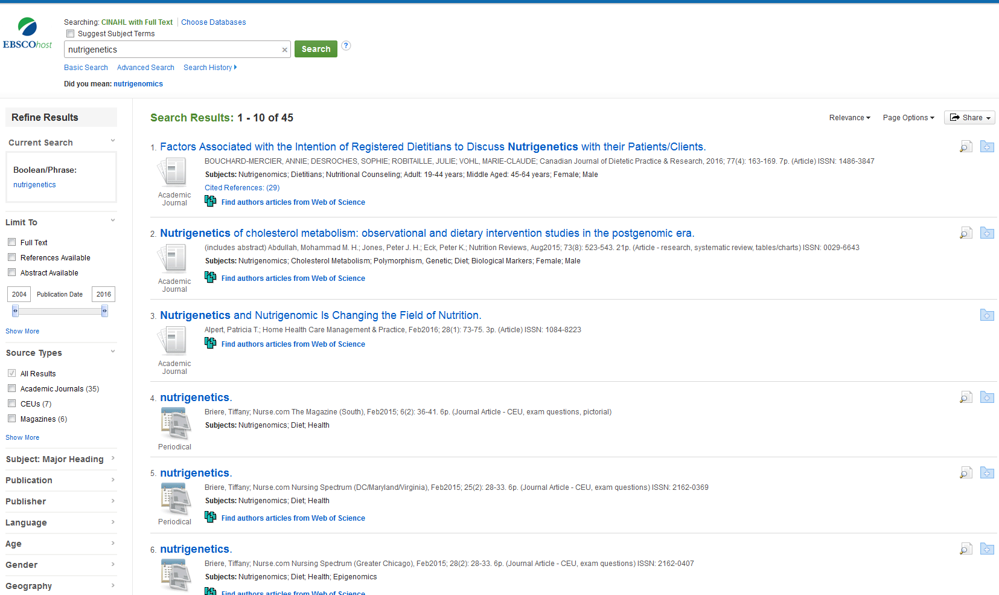 EBSCOhost
Searching: CINAHL with Full Text Choose Databases
Suggest Subject Terms
nutrigenetics × Search ?
Basic Search Advanced Search Search History
Did you mean: nutrigenomics
Refine Results
Current Search
Boolean/Phrase:
nutrigenetics
Limit To
Full Text
References Available
Abstract Available
2004 Publication Date 2016
Show More
Source Types
All Results
Academic Journals (35)
CEUs (7)
Magazines (6)
Show More
Subject: Major Heading
Publication
Publisher
Language
Age
Gender
Geography
Search Results: 1 - 10 of 45
Relevance Page Options Share
1. Factors Associated with the Intention of Registered Dietitians to Discuss Nutrigenetics with their Patients/Clients.
BOUCHARD-MERCIER, ANNIE; DESROCHES, SOPHIE; ROBITAILLE, JULIE; VOHL, MARIE-CLAUDE; Canadian Journal of Dietetic Practice & Research, 2016; 77(4): 163-169. 7p. (Article) ISSN: 1486-3847
Subjects: Nutrigenomics; Dietitians; Nutritional Counseling; Adult: 19-44 years; Middle Aged: 45-64 years; Female; Male
Cited References: (29)
Find authors articles from Web of Science
Academic
Journal
2. Nutrigenetics of cholesterol metabolism: observational and dietary intervention studies in the postgenomic era.
(includes abstract) Abdullah, Mohammad M. H.; Jones, Peter J. H.; Eck, Peter K.; Nutrition Reviews, Aug2015; 73(8): 523-543. 21p. (Article - research, systematic review, tables/charts) ISSN: 0029-6643
Subjects: Nutrigenomics; Cholesterol Metabolism; Polymorphism, Genetic; Diet; Biological Markers; Female; Male
Find authors articles from Web of Science
Academic
Journal
3. Nutrigenetics and Nutrigenomic Is Changing the Field of Nutrition.
Alpert, Patricia T.; Home Health Care Management & Practice, Feb2016; 28(1): 73-75. 3p. (Article) ISSN: 1084-8223
Find authors articles from Web of Science
Academic
Journal
4. nutrigenetics.
Briere, Tiffany; Nurse.com The Magazine (South), Feb2015; 6(2): 36-41. 6p. (Journal Article - CEU, exam questions, pictorial)
Subjects: Nutrigenomics; Diet; Health
Periodical
5. nutrigenetics.
Briere, Tiffany; Nurse.com Nursing Spectrum (DC/Maryland/Virginia), Feb2015; 25(2): 28-33. 6p. (Journal Article - CEU, exam questions) ISSN: 2162-0369
Subjects: Nutrigenomics; Diet; Health
Find authors articles from Web of Science
Periodical
6. nutrigenetics.
Briere, Tiffany; Nurse.com Nursing Spectrum (Greater Chicago), Feb2015; 28(2): 28-33. 6p. (Journal Article - CEU, exam questions) ISSN: 2162-0407
Subjects: Nutrigenomics; Diet; Health; Epigenomics
Find authors articles from Web of Science